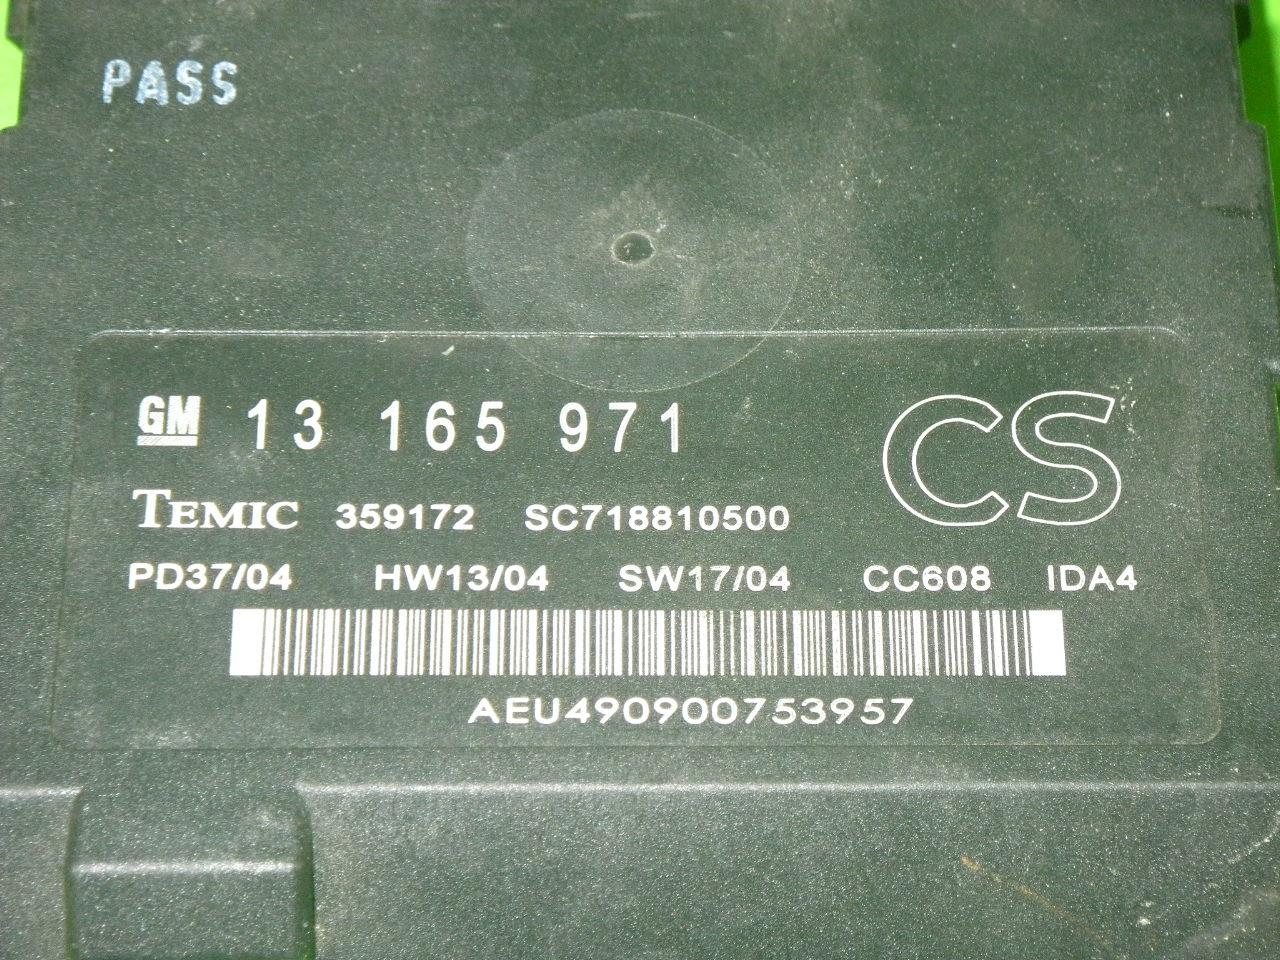 PASS
GM 13 165 971 CS
TEMIC 359172 SC718810500
PD37/04 HW13/04 SW17/04 CC608 IDA4
AEU490900753957